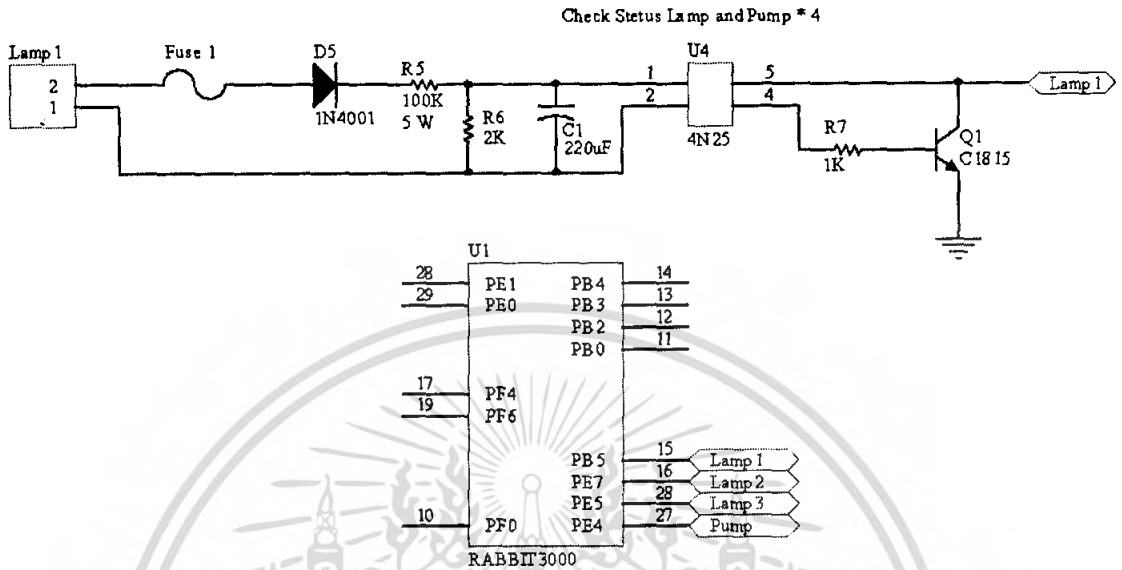 Check Stetus Lamp and Pump * 4
Lamp 1
Fuse 1
D5
U4
2
1
R5
100K
5 W
1N4001
R6
2K
C1
220uF
1
2
5
4
4N25
Lamp 1
R7
1K
Q1
C1815
U1
28
PE1
PB4
14
29
PE0
PB3
13
PB2
12
PB0
11
17
PF4
19
PF6
PB5
15
Lamp 1
PE7
16
Lamp 2
PE5
28
Lamp 3
10
PF0
PE4
27
Pump
RABBIT3000